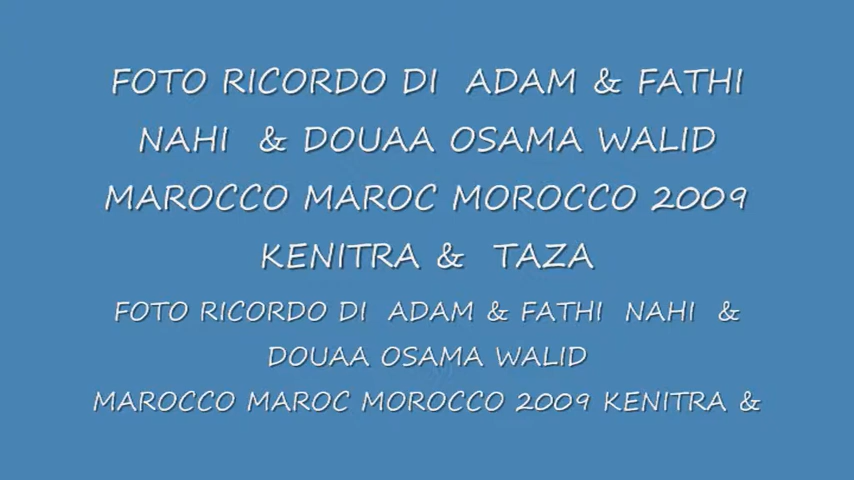 FOTO RICORDO DI ADAM & FATHI
NAHI & DOUAA OSAMA WALID
MAROCCO MAROC MOROCCO 2009
KENITRA & TAZA
FOTO RICORDO DI ADAM & FATHI NAHI &
DOUAA OSAMA WALID
MAROCCO MAROC MOROCCO 2009 KENITRA &